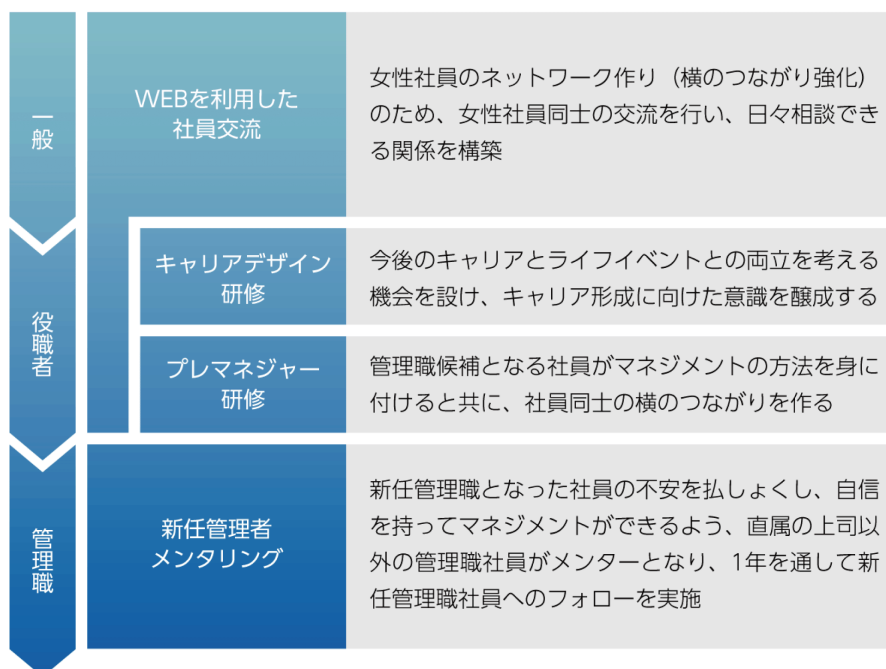 一般
WEBを利用した
社員交流
女性社員のネットワーク作り（横のつながり強化）
のため、女性社員同士の交流を行い、日々相談でき
る関係を構築
役職者
キャリアデザイン
研修
今後のキャリアとライフイベントとの両立を考える
機会を設け、キャリア形成に向けた意識を醸成する
プレマネジャー
研修
管理職候補となる社員がマネジメントの方法を身に
付けると共に、社員同士の横のつながりを作る
管理職
新任管理者
メンタリング
新任管理職となった社員の不安を払しょくし、自信
を持ってマネジメントができるよう、直属の上司以
外の管理職社員がメンターとなり、1年を通して新
任管理職社員へのフォローを実施